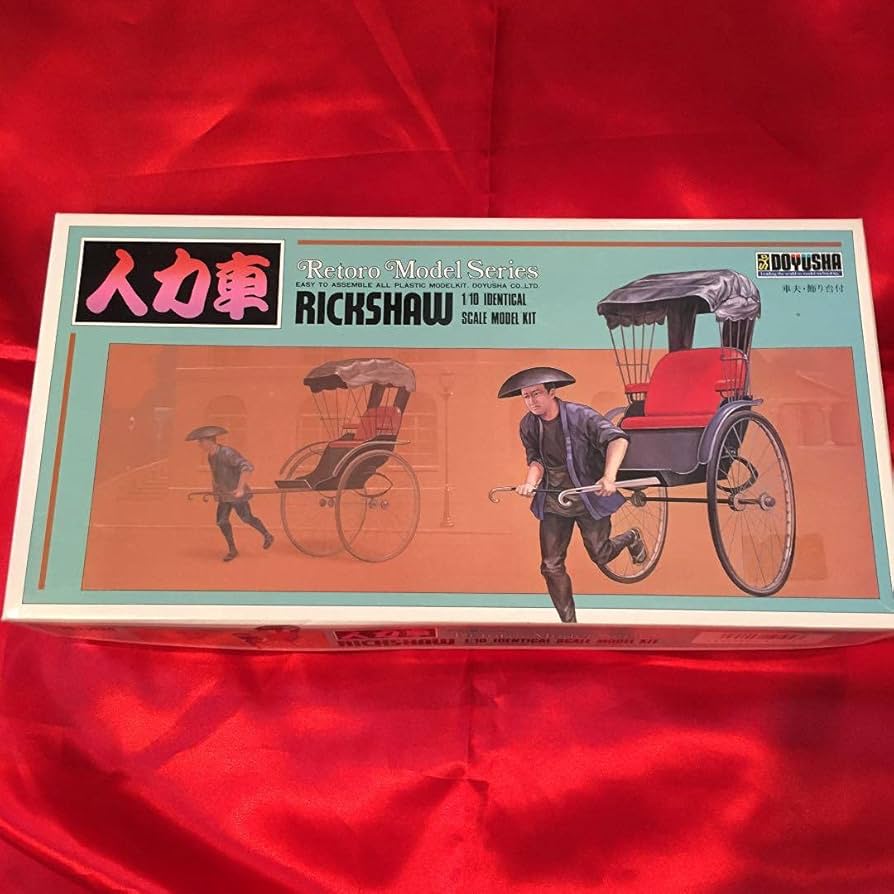 人力車
Retoro Model Series
EASY TO ASSEMBLE ALL PLASTIC MODELKIT. DOYUSHA CO.,LTD.
RICKSHAW
1/10 IDENTICAL
SCALE MODEL KIT
DOYUSHA
車夫・飾り台付
人力車
RICKSHAW 1/10 IDENTICAL SCALE MODEL KIT